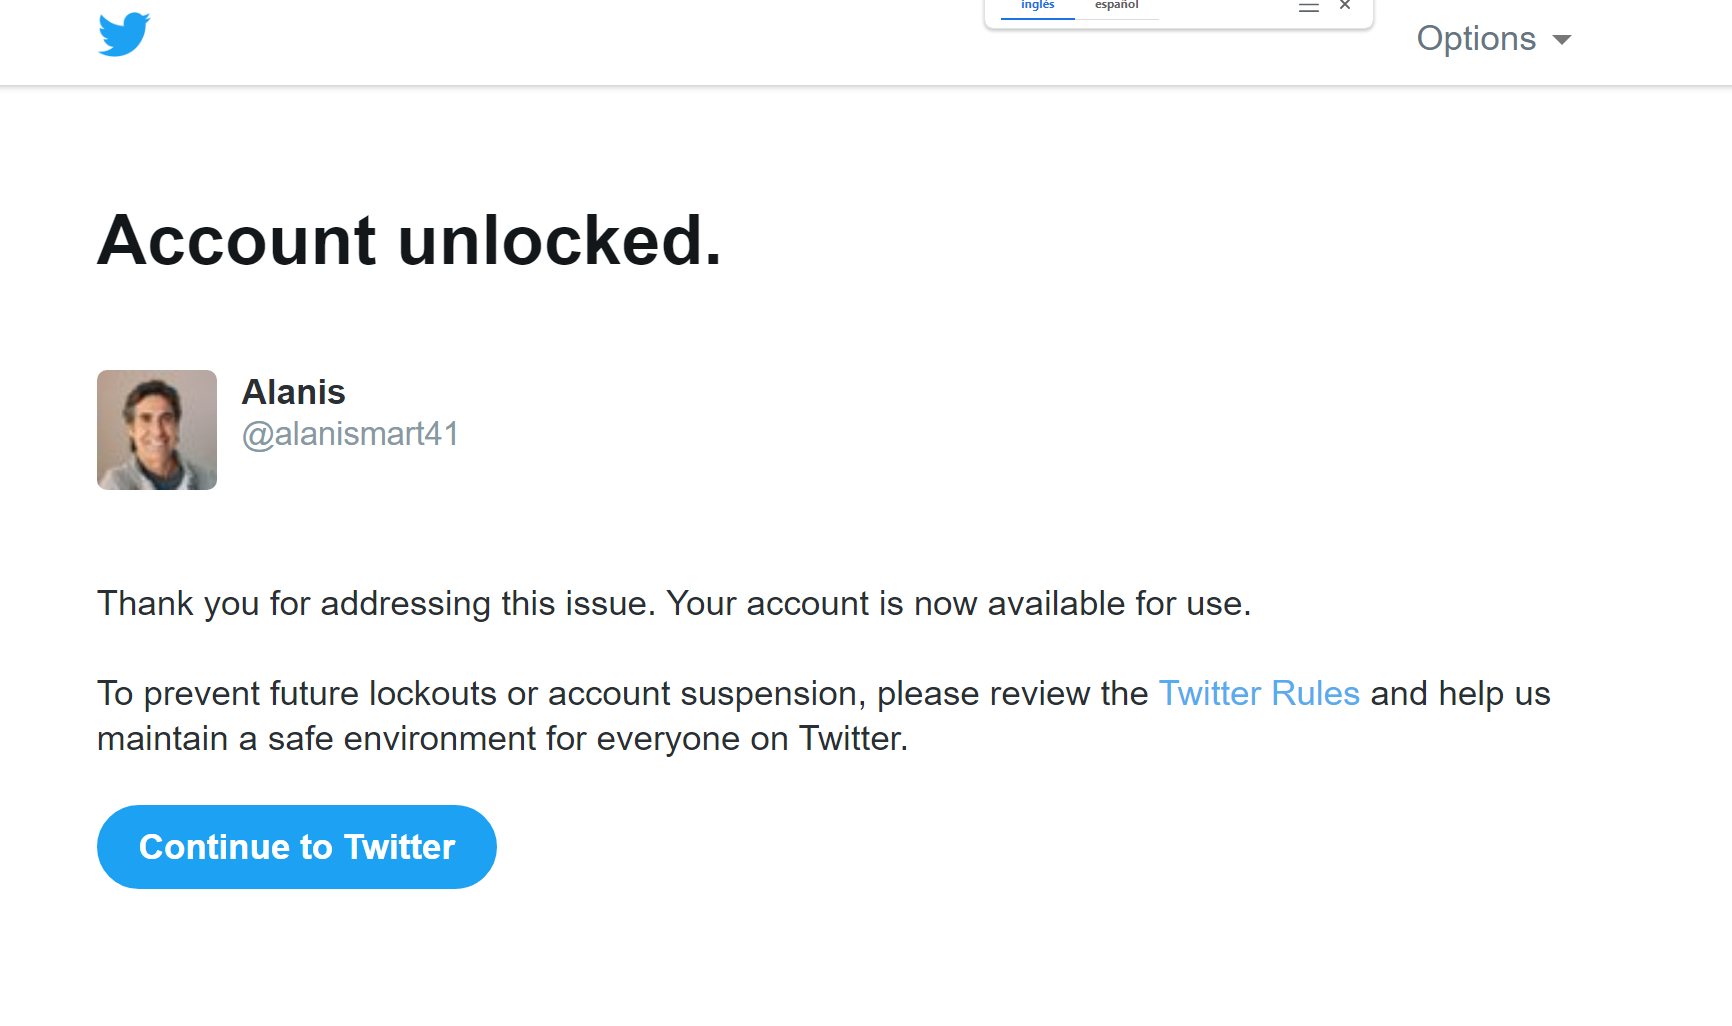 inglés español
Options
Account unlocked.
Alanis
@alanismart41
Thank you for addressing this issue. Your account is now available for use.
To prevent future lockouts or account suspension, please review the Twitter Rules and help us
maintain a safe environment for everyone on Twitter.
Continue to Twitter